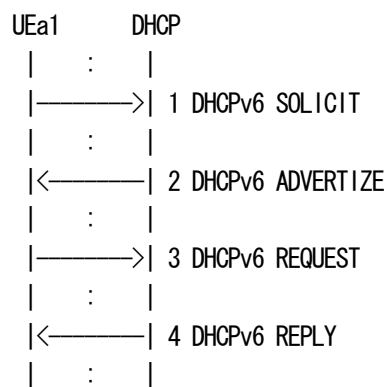 UEa1 DHCP
| : |
|--------->| 1 DHCPv6 SOLICIT
| : |
|<---------| 2 DHCPv6 ADVERTIZE
| : |
|--------->| 3 DHCPv6 REQUEST
| : |
|<---------| 4 DHCPv6 REPLY
| : |